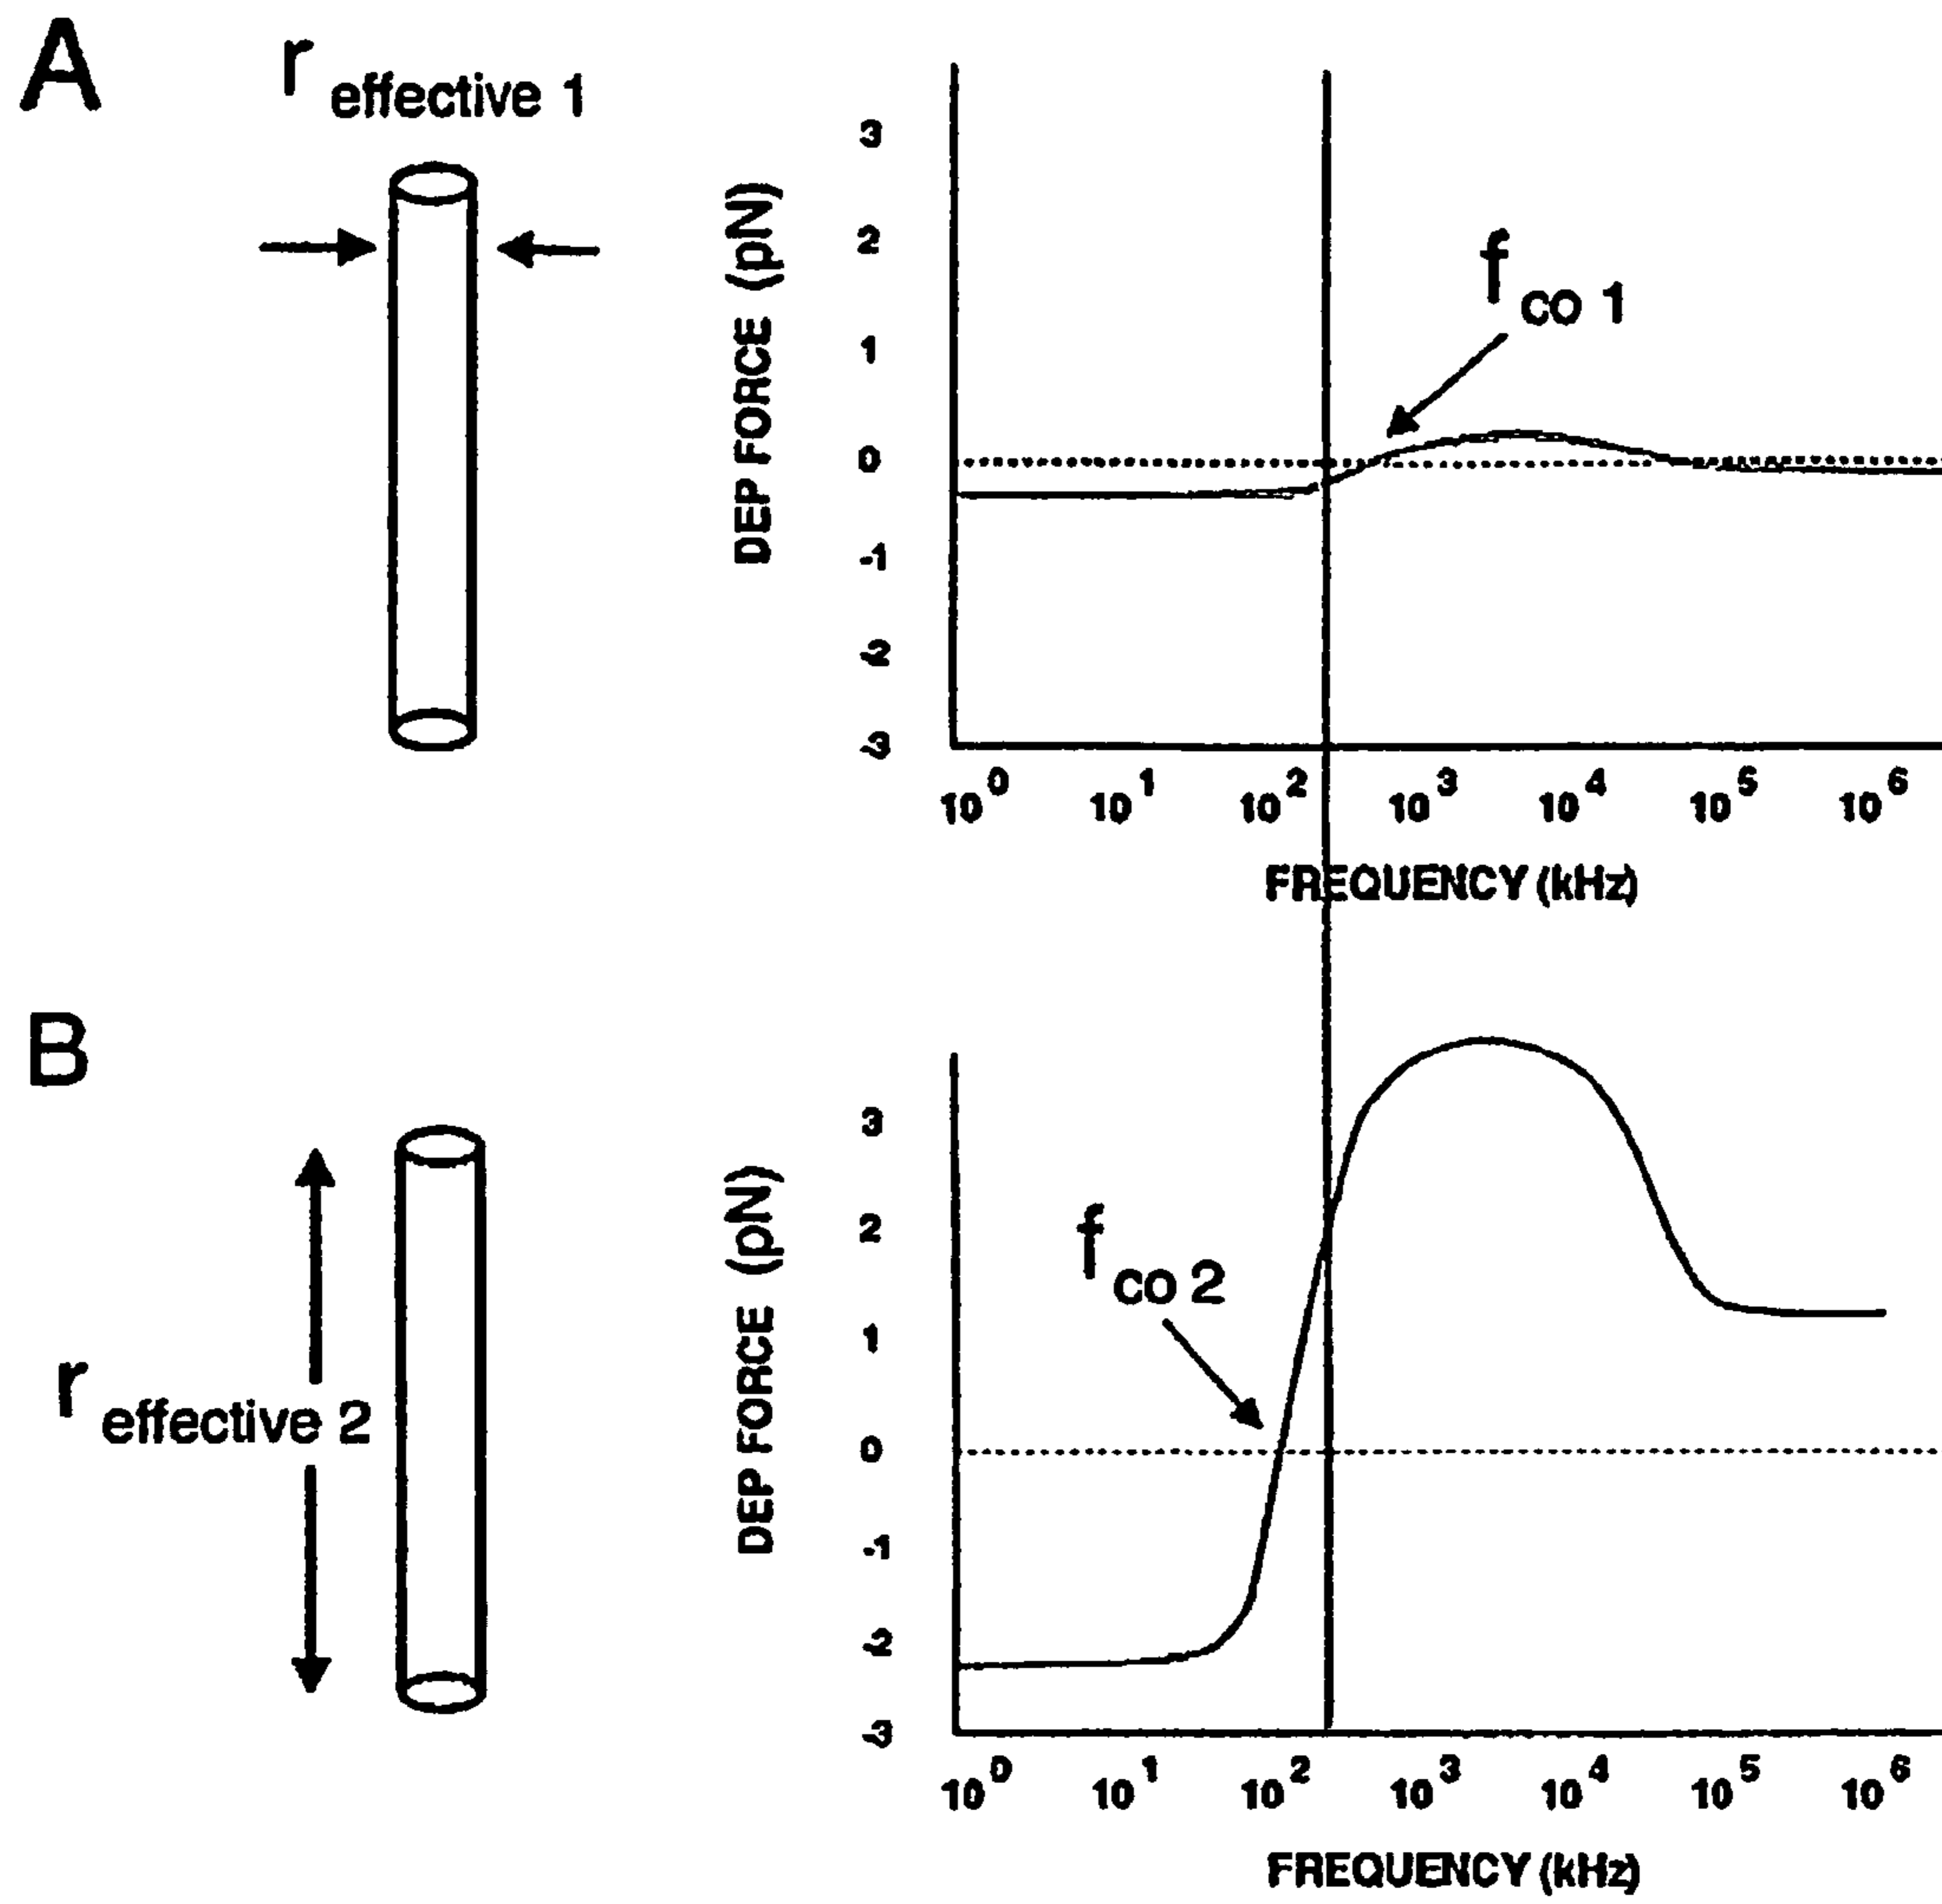 A
r effective 1
DEP FORCE (pN)
3
2
1
0
-1
-2
-3
f co 1
10^0 10^1 10^2 10^3 10^4 10^5 10^6
FREQUENCY (kHz)
B
r effective 2
DEP FORCE (pN)
3
2
1
0
-1
-2
-3
f co 2
10^0 10^1 10^2 10^3 10^4 10^5 10^6
FREQUENCY (kHz)